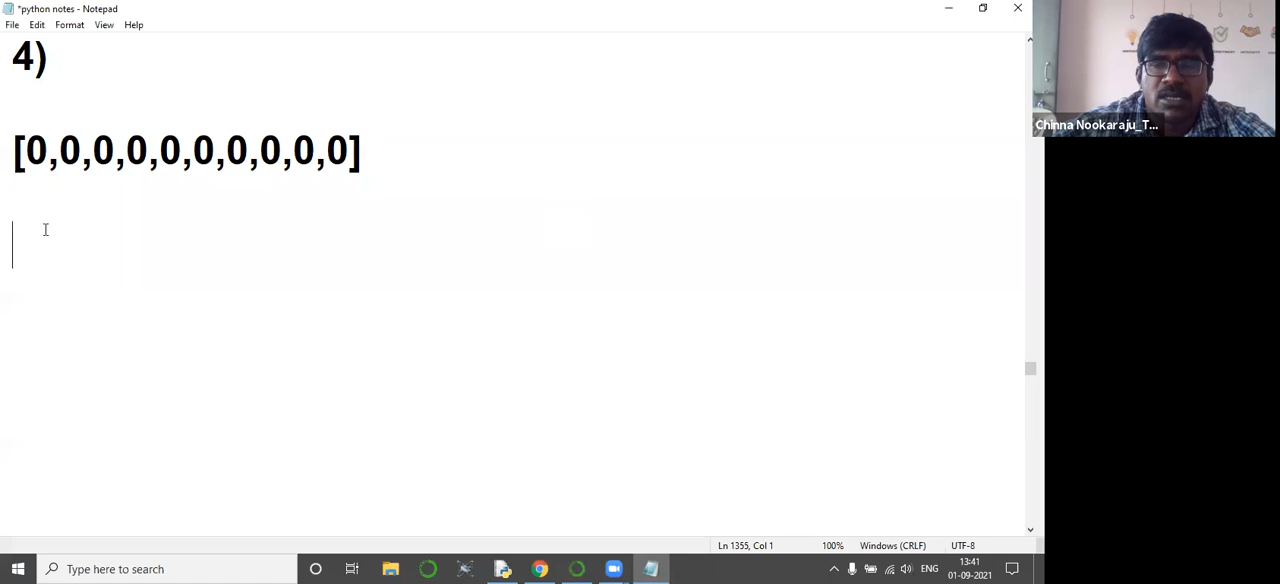 *python notes - Notepad
File Edit Format View Help
4)
[0,0,0,0,0,0,0,0,0,0]
Chinna Nookaraju_T...
Ln 1355, Col 1 100% Windows (CRLF) UTF-8
Type here to search
ENG
13:41
01-09-2021